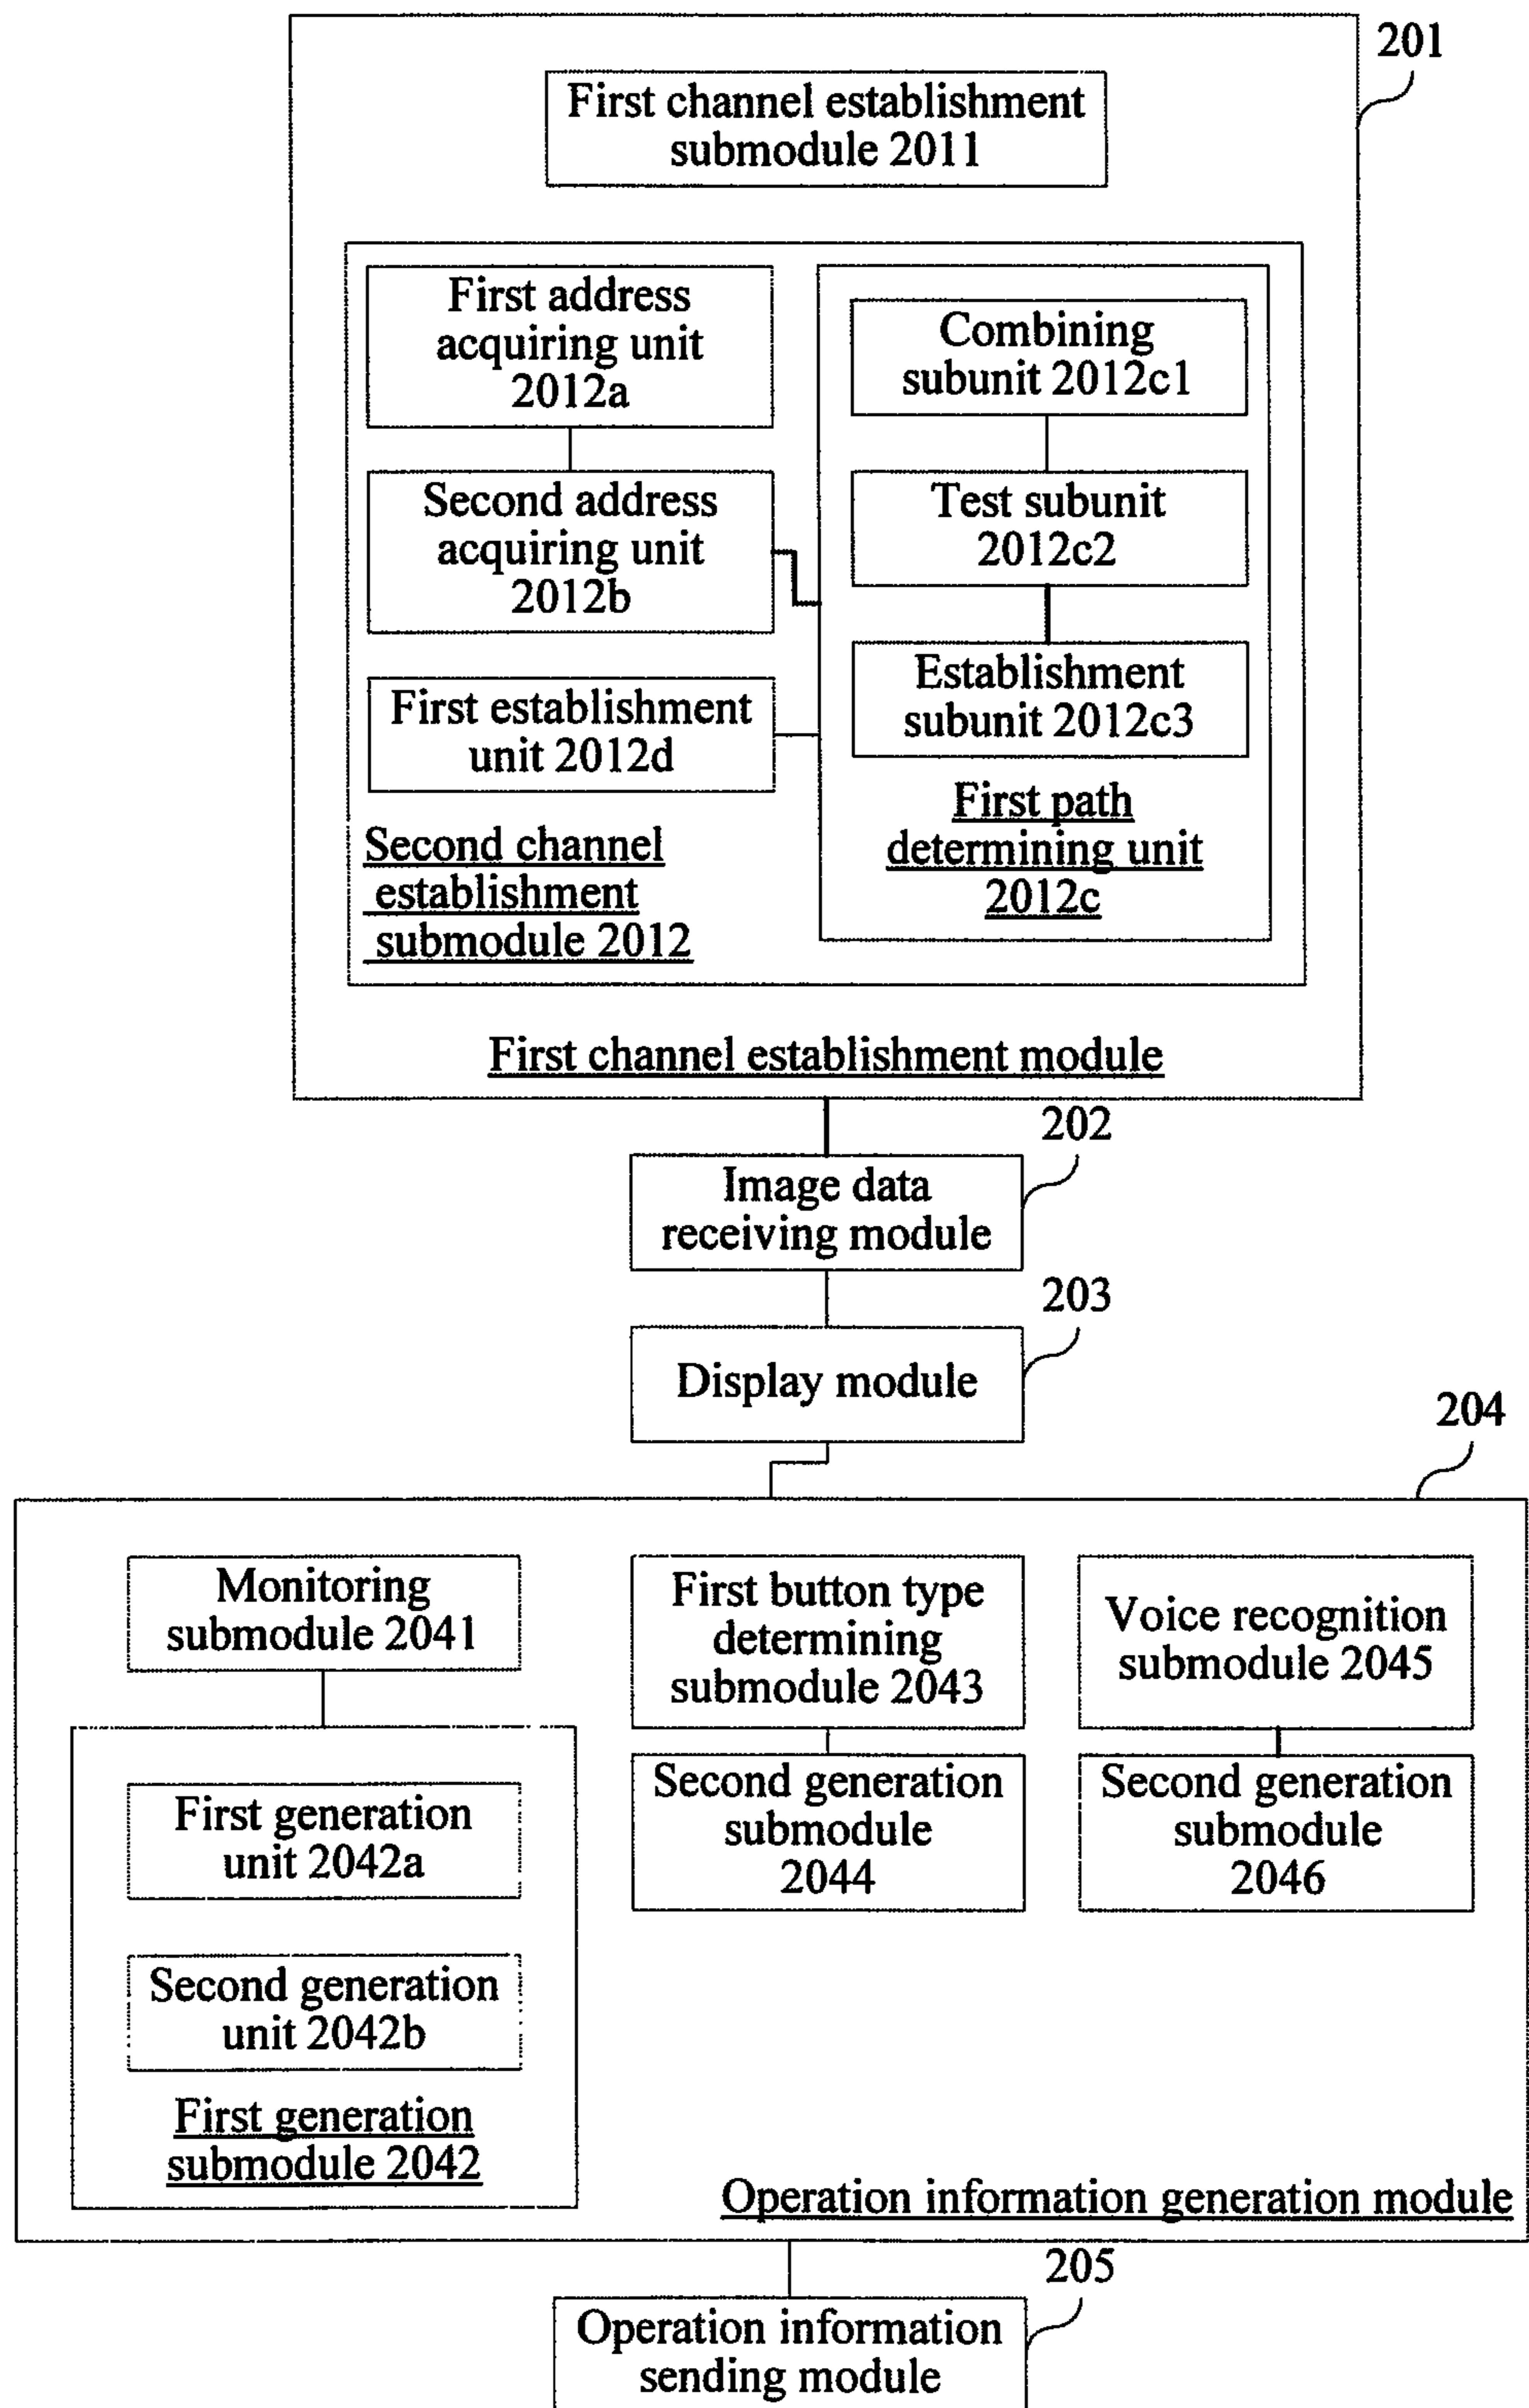 201
First channel establishment
submodule 2011
First address
acquiring unit
2012a
Combining
subunit 2012c1
Second address
acquiring unit
2012b
Test subunit
2012c2
First establishment
unit 2012d
Establishment
subunit 2012c3
Second channel
establishment
submodule 2012
First path
determining unit
2012c
First channel establishment module
202
Image data
receiving module
203
Display module
204
Monitoring
submodule 2041
First button type
determining
submodule 2043
Voice recognition
submodule 2045
First generation
unit 2042a
Second generation
submodule
2044
Second generation
submodule
2046
Second generation
unit 2042b
First generation
submodule 2042
Operation information generation module
205
Operation information
sending module